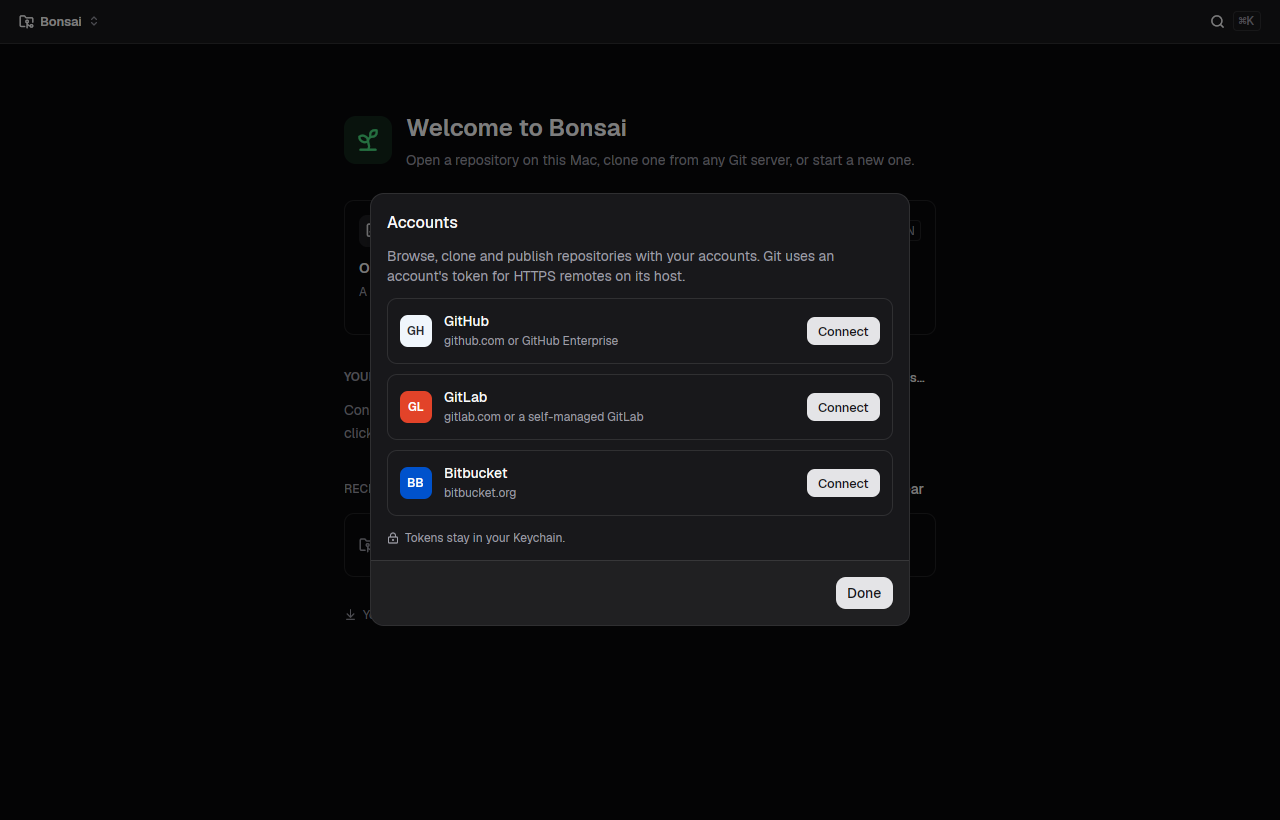 Bonsai
⌘K
Welcome to Bonsai
Open a repository on this Mac, clone one from any Git server, or start a new one.
Accounts
Browse, clone and publish repositories with your accounts. Git uses an
account's token for HTTPS remotes on its host.
GH
GitHub
github.com or GitHub Enterprise
Connect
GL
GitLab
gitlab.com or a self-managed GitLab
Connect
BB
Bitbucket
bitbucket.org
Connect
Tokens stay in your Keychain.
Done